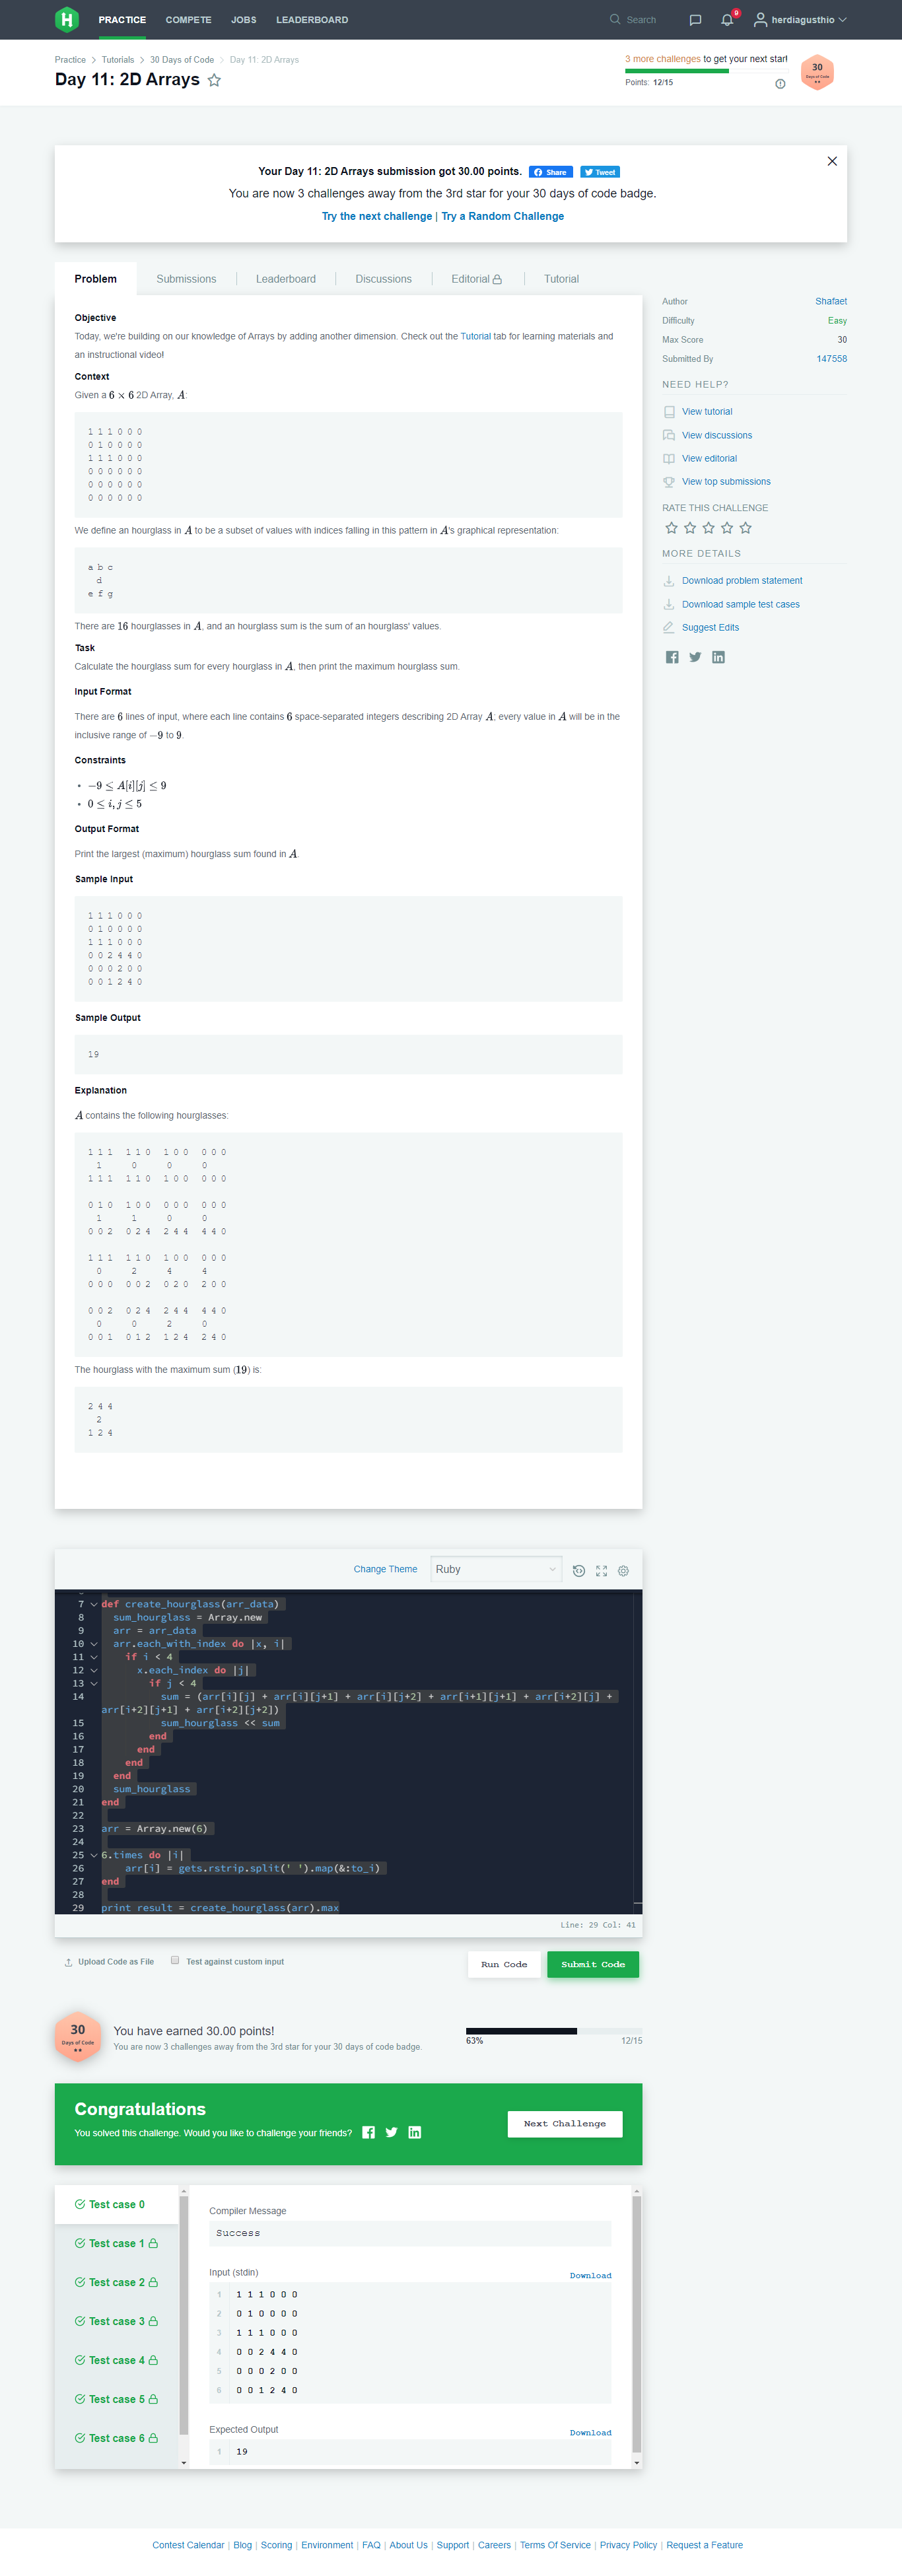 PRACTICE COMPETE JOBS LEADERBOARD Search 9 herdiagusthio
Practice > Tutorials > 30 Days of Code > Day 11: 2D Arrays
Day 11: 2D Arrays
3 more challenges to get your next star!
Points: 12/15
30
Days of Code
Your Day 11: 2D Arrays submission got 30.00 points. Share Tweet
You are now 3 challenges away from the 3rd star for your 30 days of code badge.
Try the next challenge | Try a Random Challenge
Problem Submissions Leaderboard Discussions Editorial Tutorial
Objective
Today, we're building on our knowledge of Arrays by adding another dimension. Check out the Tutorial tab for learning materials and
an instructional video!
Context
Given a 6 × 6 2D Array, A:
1 1 1 0 0 0
0 1 0 0 0 0
1 1 1 0 0 0
0 0 0 0 0 0
0 0 0 0 0 0
0 0 0 0 0 0
We define an hourglass in A to be a subset of values with indices falling in this pattern in A's graphical representation:
a b c
d
e f g
There are 16 hourglasses in A, and an hourglass sum is the sum of an hourglass' values.
Task
Calculate the hourglass sum for every hourglass in A, then print the maximum hourglass sum.
Input Format
There are 6 lines of input, where each line contains 6 space-separated integers describing 2D Array A; every value in A will be in the
inclusive range of −9 to 9.
Constraints
• −9 ≤ A[i][j] ≤ 9
• 0 ≤ i, j ≤ 5
Output Format
Print the largest (maximum) hourglass sum found in A.
Sample Input
1 1 1 0 0 0
0 1 0 0 0 0
1 1 1 0 0 0
0 0 2 4 4 0
0 0 0 2 0 0
0 0 1 2 4 0
Sample Output
19
Explanation
A contains the following hourglasses:
1 1 1 1 1 0 1 0 0 0 0 0
1 0 0 0
1 1 1 1 1 0 1 0 0 0 0 0
0 1 0 1 0 0 0 0 0 0 0 0
1 1 0 0
0 0 2 0 2 4 2 4 4 4 4 0
1 1 1 1 1 0 1 0 0 0 0 0
0 2 4 4
0 0 0 0 0 2 0 2 0 2 0 0
0 0 2 0 2 4 2 4 4 4 4 0
0 0 2 0
0 0 1 0 1 2 1 2 4 2 4 0
The hourglass with the maximum sum (19) is:
2 4 4
2
1 2 4
Author Shafaet
Difficulty Easy
Max Score 30
Submitted By 147558
NEED HELP?
View tutorial
View discussions
View editorial
View top submissions
RATE THIS CHALLENGE
MORE DETAILS
Download problem statement
Download sample test cases
Suggest Edits
Change Theme Ruby
7 def create_hourglass(arr_data)
8 sum_hourglass = Array.new
9 arr = arr_data
10 arr.each_with_index do |x, i|
11 if i < 4
12 x.each_index do |j|
13 if j < 4
14 sum = (arr[i][j] + arr[i][j+1] + arr[i][j+2] + arr[i+1][j+1] + arr[i+2][j] +
arr[i+2][j+1] + arr[i+2][j+2])
15 sum_hourglass << sum
16 end
17 end
18 end
19 end
20 sum_hourglass
21 end
22
23 arr = Array.new(6)
24
25 6.times do |i|
26 arr[i] = gets.rstrip.split(' ').map(&:to_i)
27 end
28
29 print result = create_hourglass(arr).max
Line: 29 Col: 41
Upload Code as File Test against custom input Run Code Submit Code
30
Days of Code
You have earned 30.00 points!
You are now 3 challenges away from the 3rd star for your 30 days of code badge.
63% 12/15
Congratulations
You solved this challenge. Would you like to challenge your friends?
Next Challenge
Test case 0
Test case 1
Test case 2
Test case 3
Test case 4
Test case 5
Test case 6
Compiler Message
Success
Input (stdin) Download
1 1 1 1 0 0 0
2 0 1 0 0 0 0
3 1 1 1 0 0 0
4 0 0 2 4 4 0
5 0 0 0 2 0 0
6 0 0 1 2 4 0
Expected Output Download
1 19
Contest Calendar | Blog | Scoring | Environment | FAQ | About Us | Support | Careers | Terms Of Service | Privacy Policy | Request a Feature